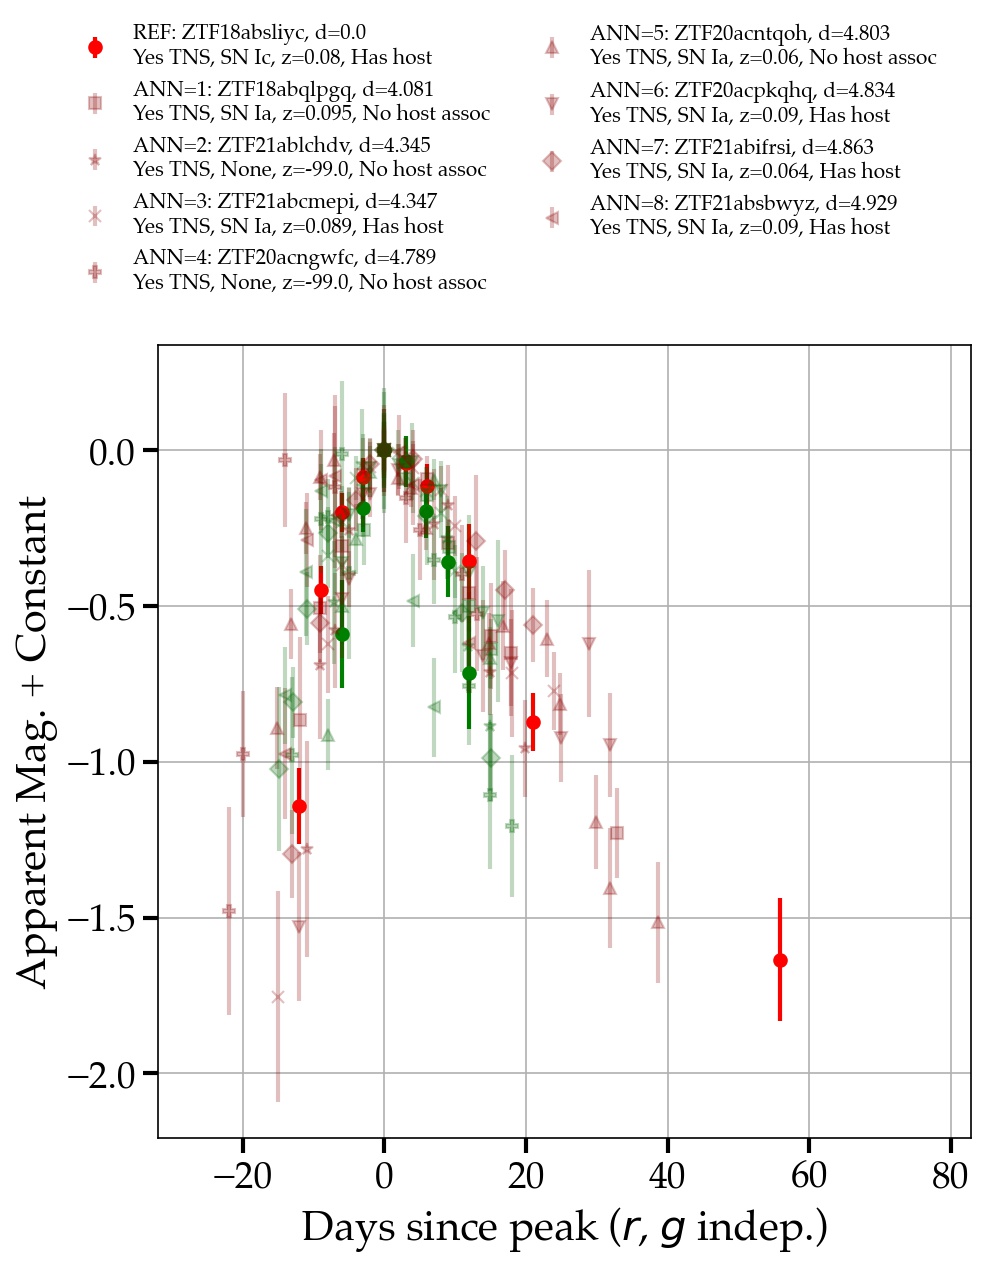 REF: ZTF18absliyc, d=0.0
Yes TNS, SN Ic, z=0.08, Has host
ANN=1: ZTF18abqlpgq, d=4.081
Yes TNS, SN Ia, z=0.095, No host assoc
ANN=2: ZTF21ablchdv, d=4.345
Yes TNS, None, z=-99.0, No host assoc
ANN=3: ZTF21abcmepi, d=4.347
Yes TNS, SN Ia, z=0.089, Has host
ANN=4: ZTF20acngwfc, d=4.789
Yes TNS, None, z=-99.0, No host assoc
ANN=5: ZTF20acntqoh, d=4.803
Yes TNS, SN Ia, z=0.06, No host assoc
ANN=6: ZTF20acpkqhq, d=4.834
Yes TNS, SN Ia, z=0.09, Has host
ANN=7: ZTF21abifrsi, d=4.863
Yes TNS, SN Ia, z=0.064, Has host
ANN=8: ZTF21absbwyz, d=4.929
Yes TNS, SN Ia, z=0.09, Has host
Apparent Mag. + Constant
0.0
−0.5
−1.0
−1.5
−2.0
−20 0 20 40 60 80
Days since peak (r, g indep.)